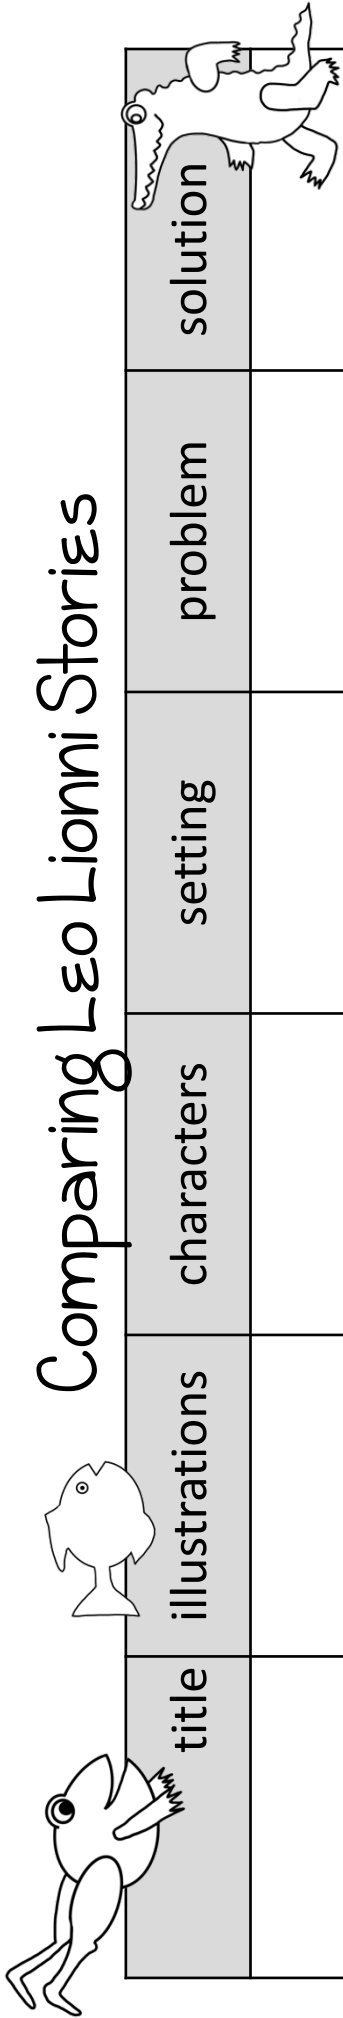 Comparing Leo Lionni Stories
title
illustrations
characters
setting
problem
solution